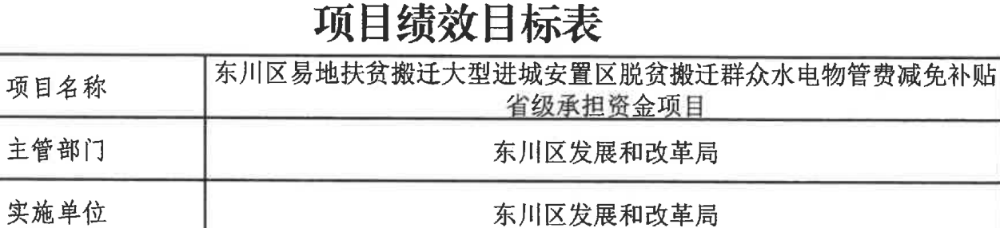 项目绩效目标表
项目名称
东川区易地扶贫搬迁大型进城安置区脱贫搬迁群众水电物管费减免补贴
省级承担资金项目
主管部门
东川区发展和改革局
实施单位
东川区发展和改革局